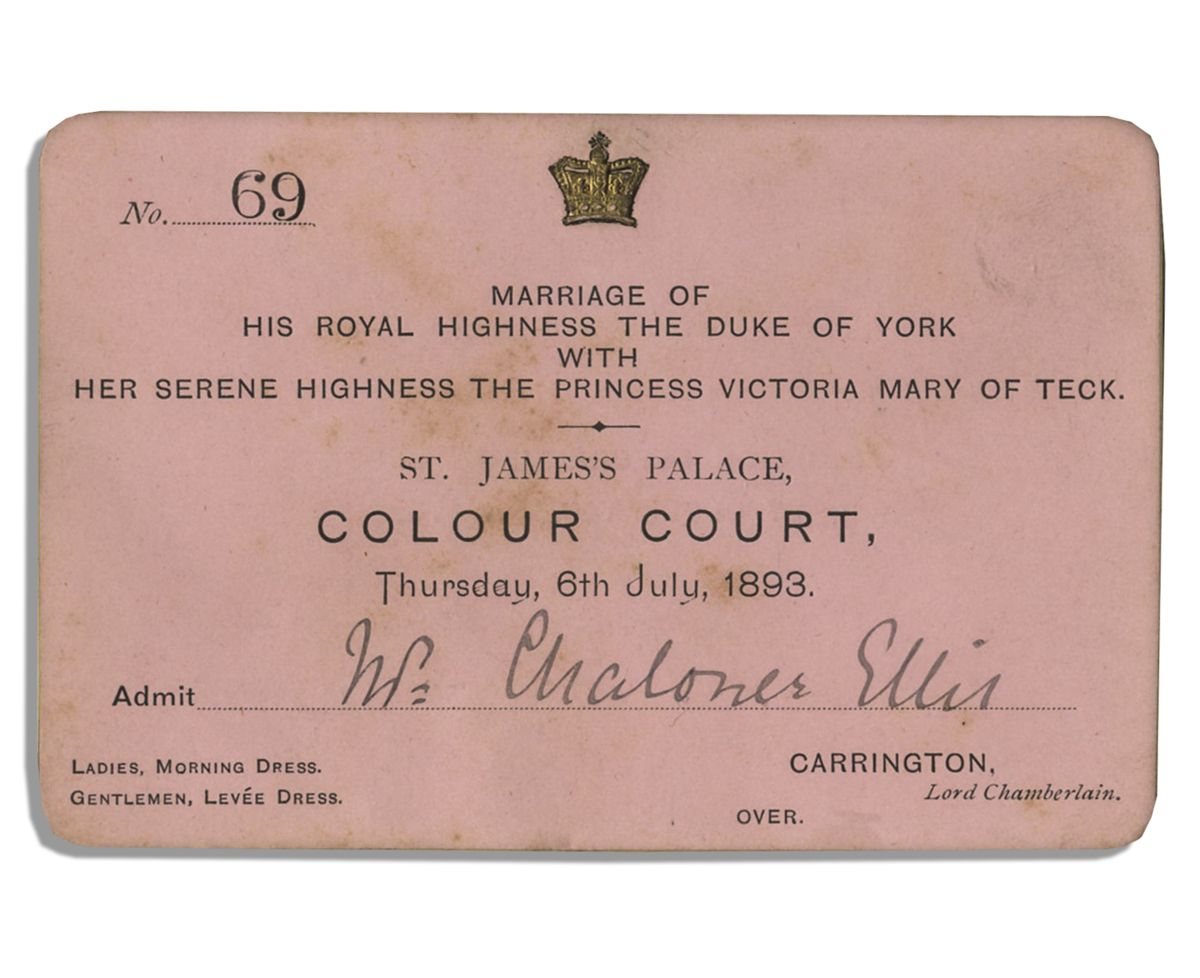 No. 69
MARRIAGE OF
HIS ROYAL HIGHNESS THE DUKE OF YORK
WITH
HER SERENE HIGHNESS THE PRINCESS VICTORIA MARY OF TECK.
ST. JAMES'S PALACE,
COLOUR COURT,
Thursday, 6th July, 1893.
Admit Mr. Chaloner Ellis
LADIES, MORNING DRESS.
GENTLEMEN, LEVÉE DRESS.
CARRINGTON,
Lord Chamberlain.
OVER.